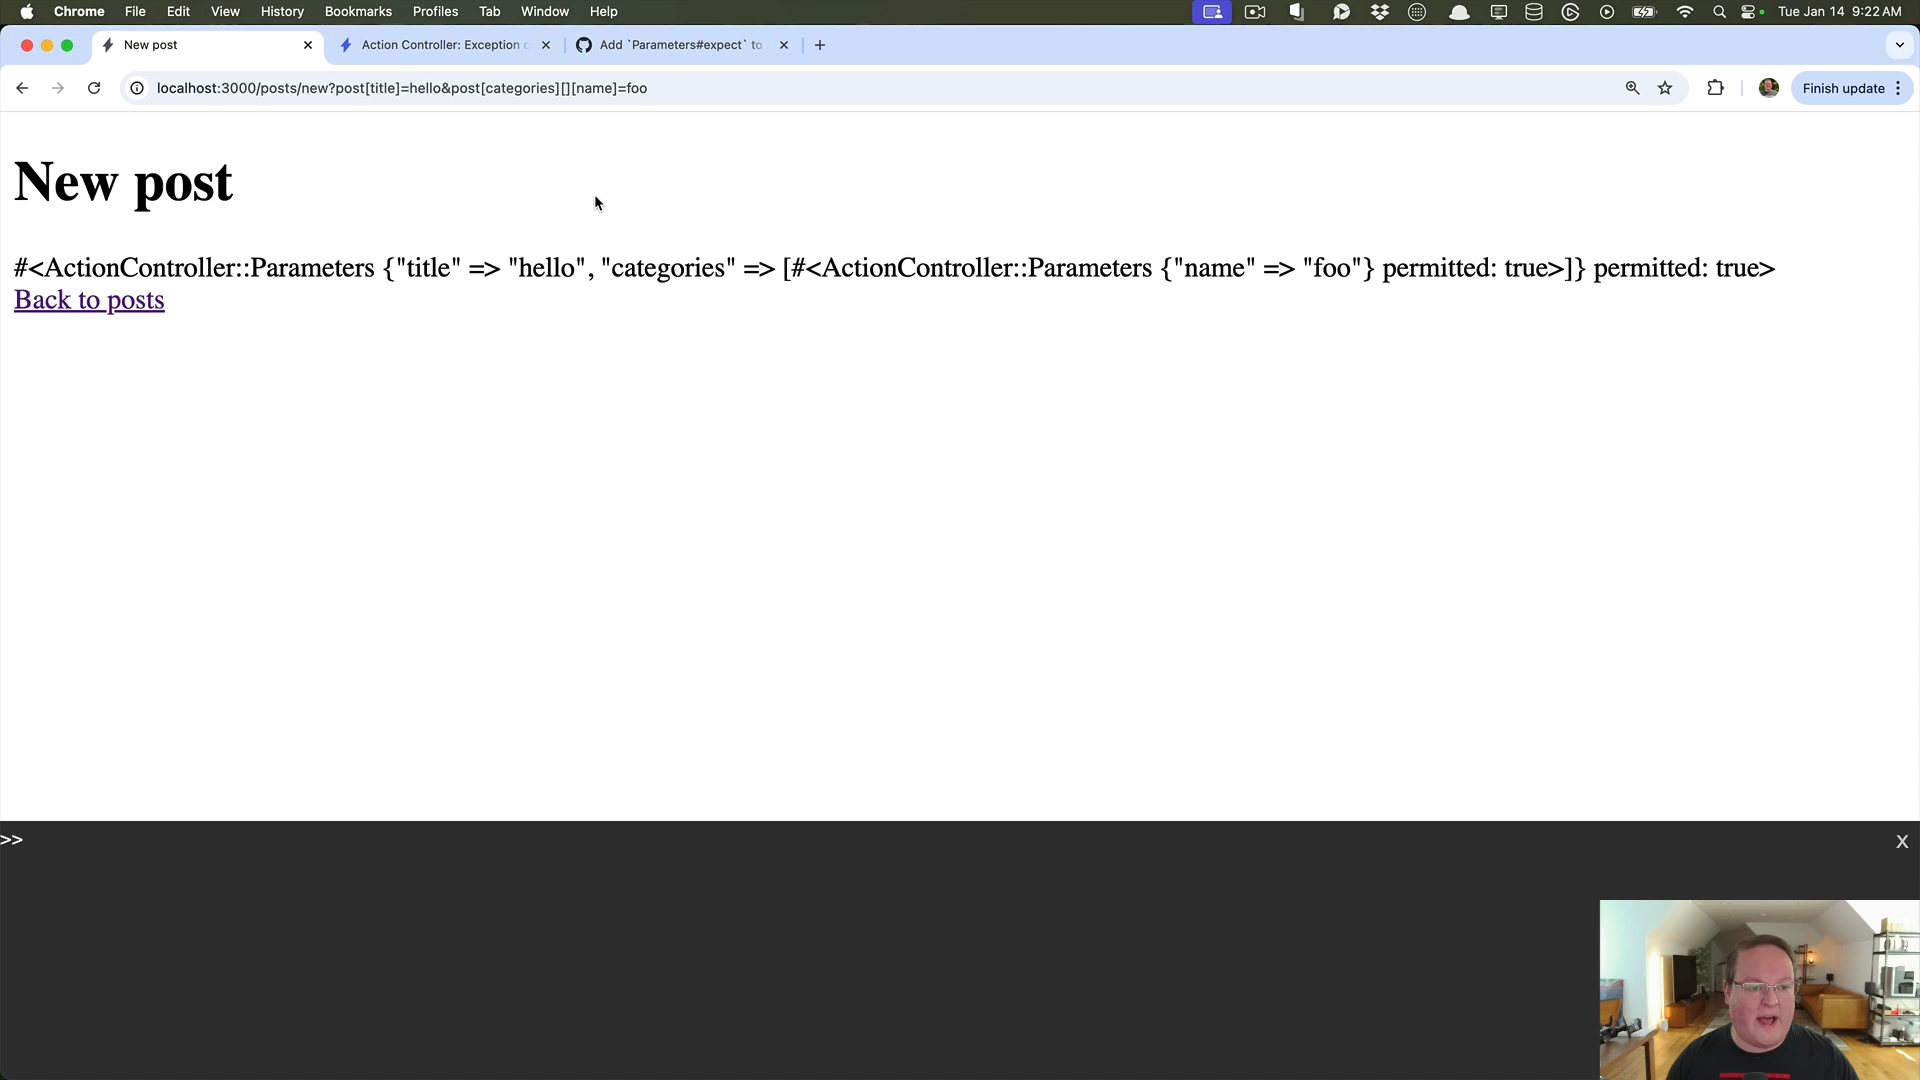 Chrome File Edit View History Bookmarks Profiles Tab Window Help Tue Jan 14 9:22 AM
New post Action Controller: Exception Add `Parameters#expect` to
localhost:3000/posts/new?post[title]=hello&post[categories][][name]=foo Finish update
New post
#<ActionController::Parameters {"title" => "hello", "categories" => [#<ActionController::Parameters {"name" => "foo"} permitted: true>]} permitted: true>
Back to posts
>> x